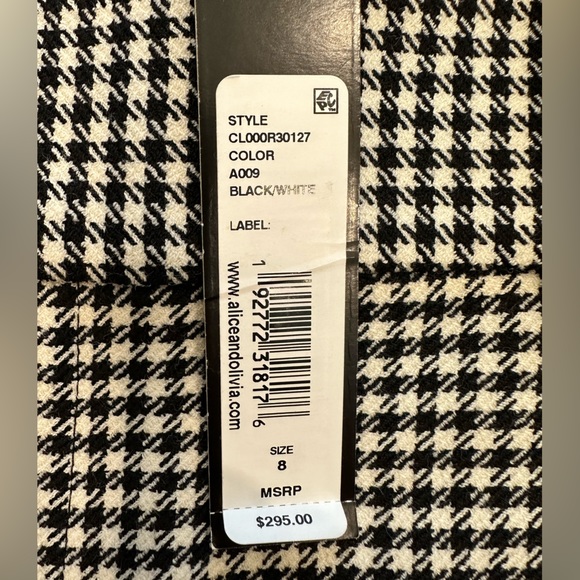 STYLE
CL000R30127
COLOR
A009
BLACK/WHITE
LABEL:
1 92772 31817 6
www.aliceandolivia.com
SIZE
8
MSRP
$295.00